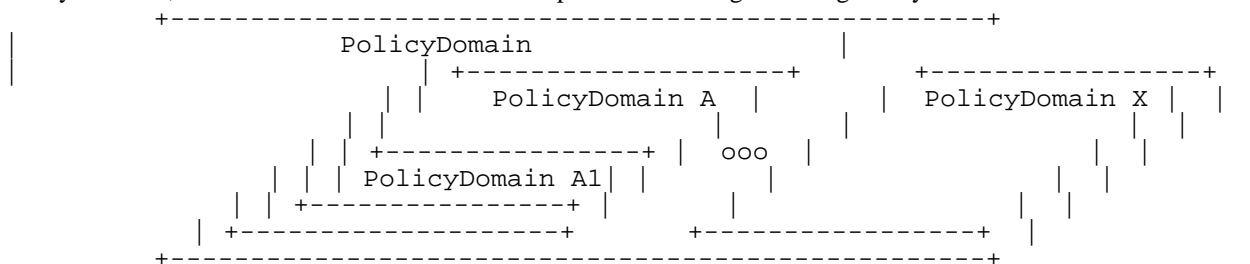 +---------------------------------------------------+
| PolicyDomain |
| | +--------------------+ +-----------------+
| | PolicyDomain A | | PolicyDomain X | |
| | | | | |
| | +----------------+ | ooo | | |
| | | PolicyDomain A1| | | | |
| | +----------------+ | | | |
| +--------------------+ +-----------------+ |
+---------------------------------------------------+